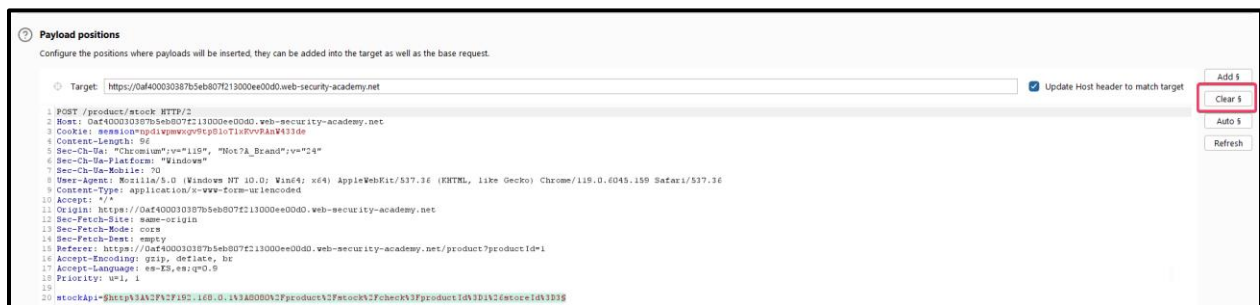 Payload positions
Configure the positions where payloads will be inserted, they can be added into the target as well as the base request.
Target: https://0af400030387b5eb807f213000ee00d0.web-security-academy.net
Update Host header to match target
Add §
Clear §
Auto §
Refresh
1 POST /product/stock HTTP/2
2 Host: 0af400030387b5eb807f213000ee00d0.web-security-academy.net
3 Cookie: session=npdiwpmwxgv9tpSloTlxKvvRAnW433de
4 Content-Length: 96
5 Sec-Ch-Ua: "Chromium";v="119", "Not?A_Brand";v="24"
6 Sec-Ch-Ua-Platform: "Windows"
7 Sec-Ch-Ua-Mobile: ?0
8 User-Agent: Mozilla/5.0 (Windows NT 10.0; Win64; x64) AppleWebKit/537.36 (KHTML, like Gecko) Chrome/119.0.6045.159 Safari/537.36
9 Content-Type: application/x-www-form-urlencoded
10 Accept: */*
11 Origin: https://0af400030387b5eb807f213000ee00d0.web-security-academy.net
12 Sec-Fetch-Site: same-origin
13 Sec-Fetch-Mode: cors
14 Sec-Fetch-Dest: empty
15 Referer: https://0af400030387b5eb807f213000ee00d0.web-security-academy.net/product?productId=1
16 Accept-Encoding: gzip, deflate, br
17 Accept-Language: es-ES,es;q=0.9
18 Priority: u=1, i
19
20 stockApi=§http%3A%2F%2F192.168.0.1%3A8080%2Fproduct%2Fstock%2Fcheck%3FproductId%3D1%26storeId%3D3§